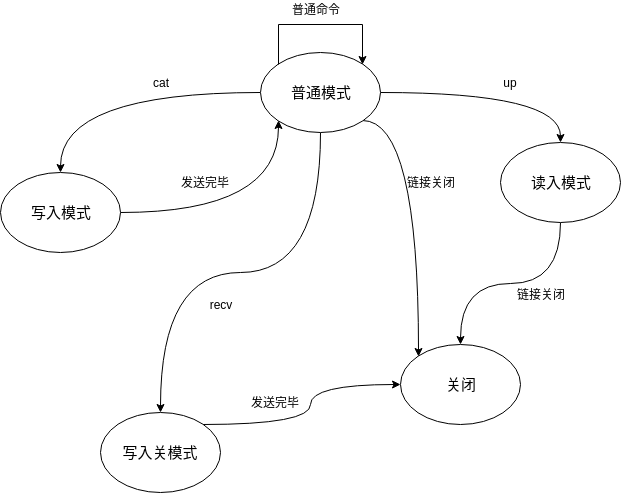 普通命令
cat
普通模式
up
写入模式
发送完毕
链接关闭
读入模式
recv
链接关闭
发送完毕
关闭
写入关模式